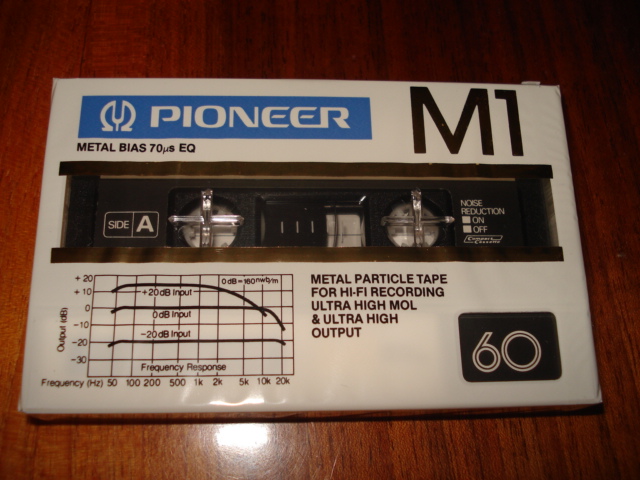 PIONEER
M1
METAL BIAS 70µs EQ
SIDE A
NOISE
REDUCTION
ON
OFF
Compact
Cassette
+20
+10
0
-10
-20
-30
Output (dB)
0dB=160nwb/m
+20dB Input
0dB Input
-20dB Input
Frequency Response
Frequency (Hz) 50 100 200 500 1k 2k 5k 10k 20k
METAL PARTICLE TAPE
FOR HI-FI RECORDING
ULTRA HIGH MOL
& ULTRA HIGH
OUTPUT
60